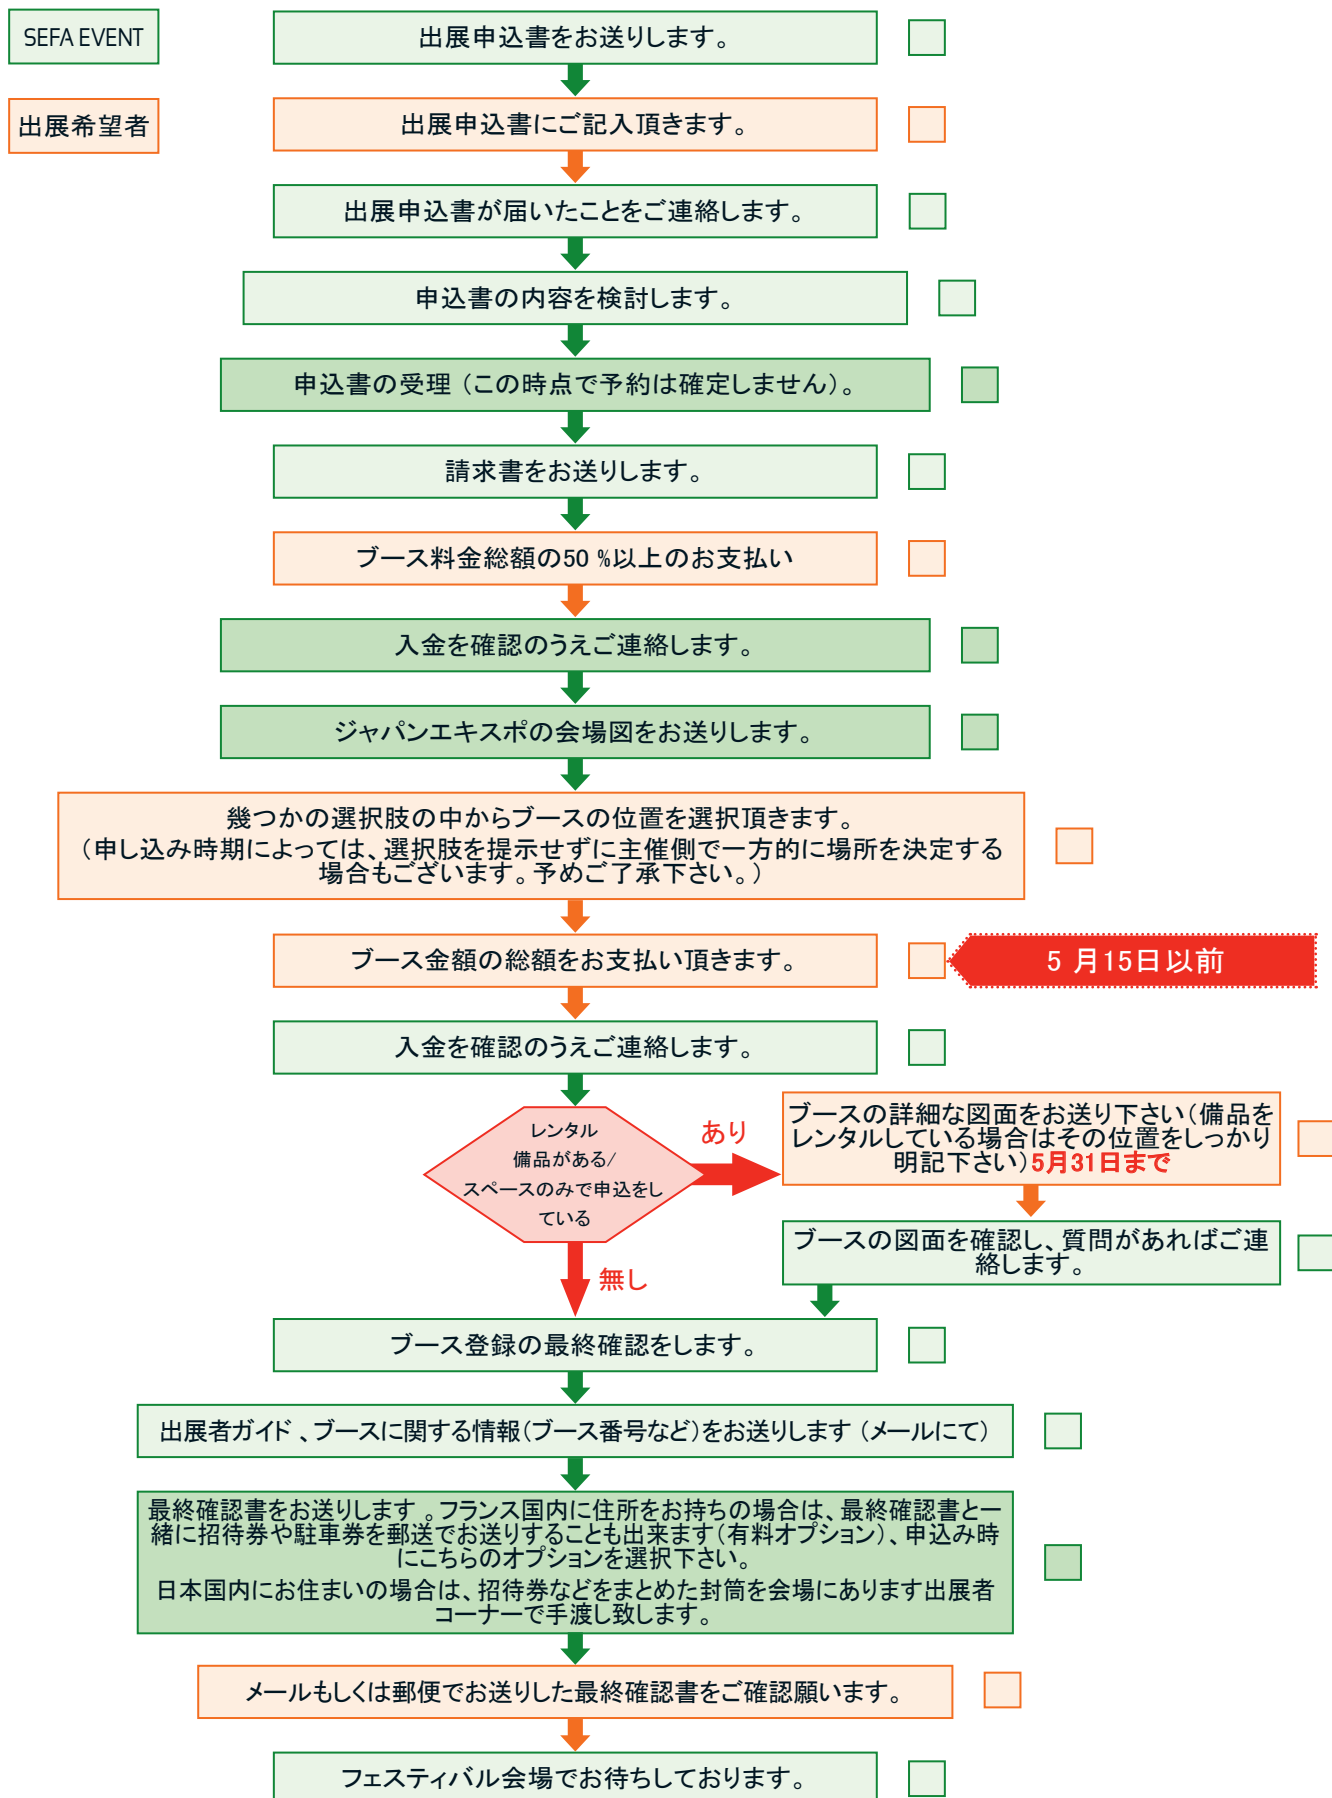 SEFA EVENT
出展申込書をお送りします。
出展希望者
出展申込書にご記入頂きます。
出展申込書が届いたことをご連絡します。
申込書の内容を検討します。
申込書の受理（この時点で予約は確定しません）。
請求書をお送りします。
ブース料金総額の50 %以上のお支払い
入金を確認のうえご連絡します。
ジャパンエキスポの会場図をお送りします。
幾つかの選択肢の中からブースの位置を選択頂きます。
（申し込み時期によっては、選択肢を提示せずに主催側で一方的に場所を決定する
場合もございます。予めご了承下さい。）
ブース金額の総額をお支払い頂きます。
5 月15日以前
入金を確認のうえご連絡します。
レンタル
備品がある/
スペースのみで申込をし
ている
あり
ブースの詳細な図面をお送り下さい（備品を
レンタルしている場合はその位置をしっかり
明記下さい）5月31日まで
ブースの図面を確認し、質問があればご連
絡します。
無し
ブース登録の最終確認をします。
出展者ガイド 、ブースに関する情報（ブース番号など）をお送りします （メールにて）
最終確認書をお送りします 。フランス国内に住所をお持ちの場合は、最終確認書と一
緒に招待券や駐車券を郵送でお送りすることも出来ます（有料オプション）、申込み時
にこちらのオプションを選択下さい。
日本国内にお住まいの場合は、招待券などをまとめた封筒を会場にあります出展者
コーナーで手渡し致します。
メールもしくは郵便でお送りした最終確認書をご確認願います。
フェスティバル会場でお待ちしております。